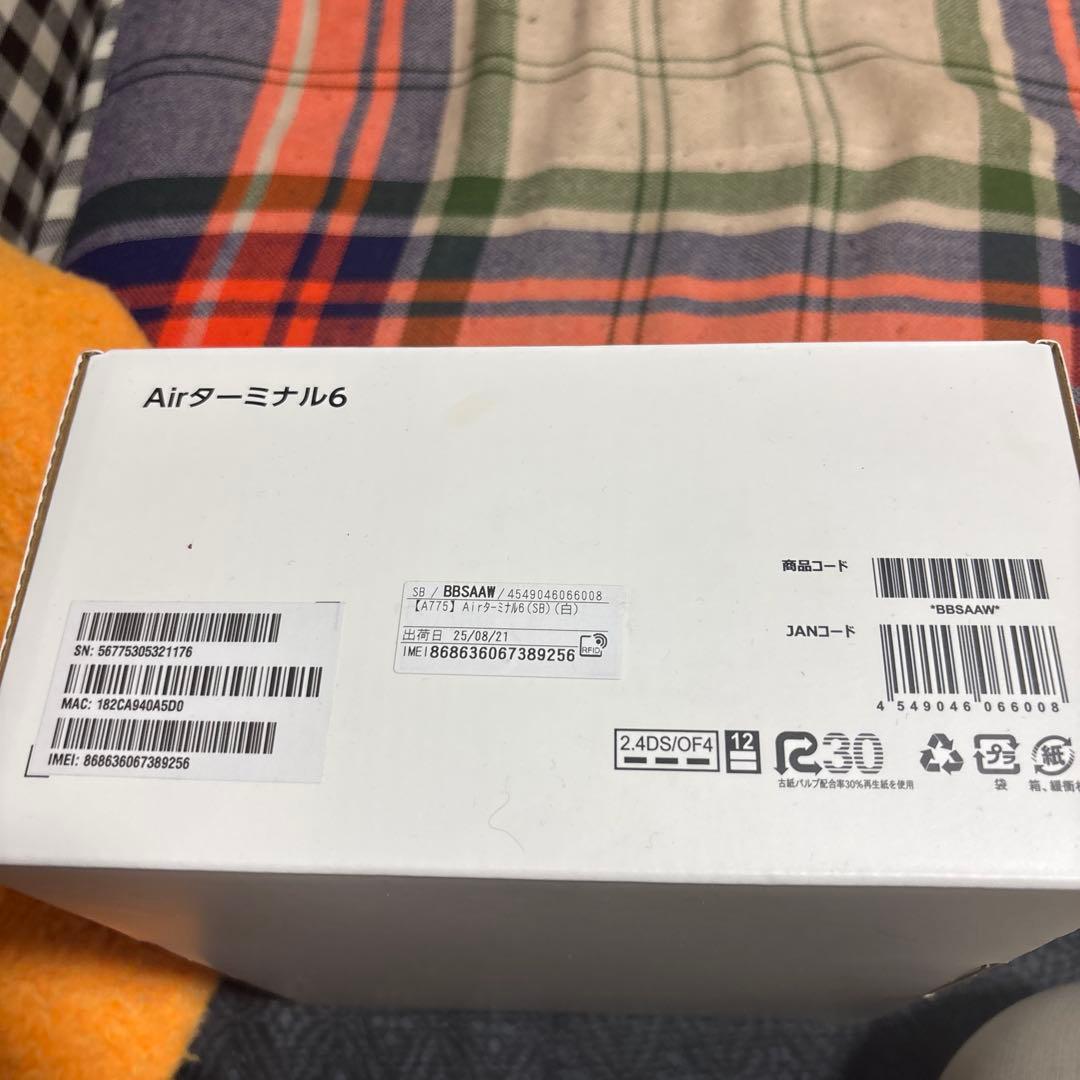 Airターミナル6
SB / BBSAAW / 4549046066008
【A775】Airターミナル6(SB)(白)
出荷日 25/08/21
IMEI 868636067389256
RFID
SN: 56775305321176
MAC: 182CA940A5D0
IMEI: 868636067389256
商品コード
*BBSAAW*
JANコード
4 549046 066008
2.4DS/OF4
12
R30
古紙パルプ配合率30%再生紙を使用
プラ
袋
紙
箱、緩衝